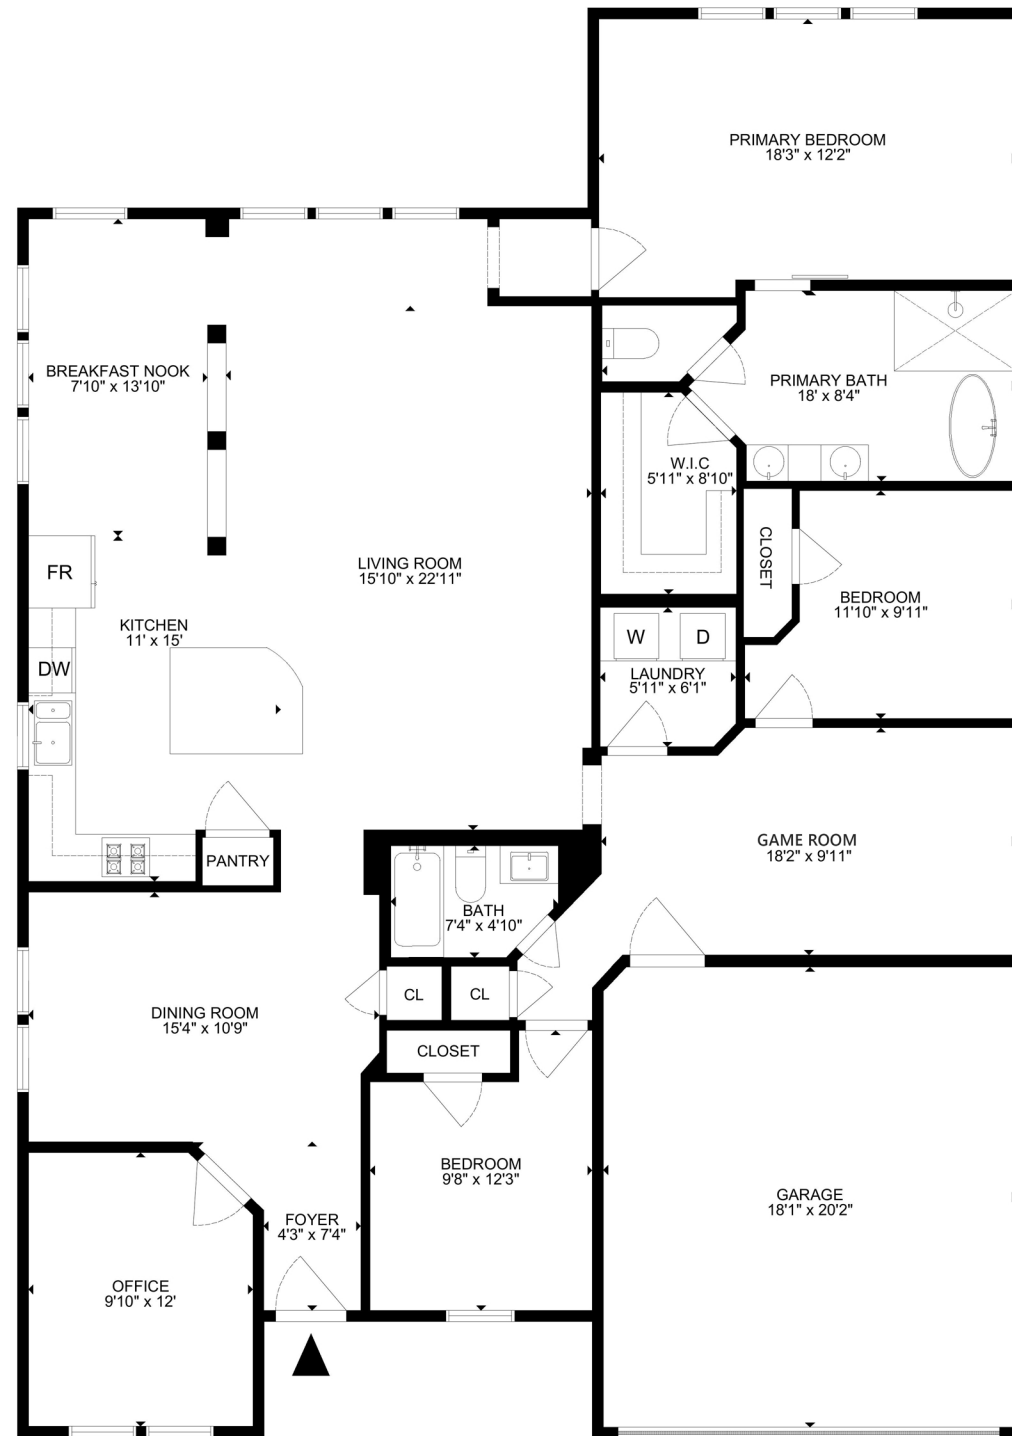 PRIMARY BEDROOM
18'3" x 12'2"
BREAKFAST NOOK
7'10" x 13'10"
PRIMARY BATH
18' x 8'4"
W.I.C
5'11" x 8'10"
CLOSET
FR
LIVING ROOM
15'10" x 22'11"
BEDROOM
11'10" x 9'11"
KITCHEN
11' x 15'
W
D
DW
LAUNDRY
5'11" x 6'1"
GAME ROOM
18'2" x 9'11"
PANTRY
BATH
7'4" x 4'10"
CL
CL
DINING ROOM
15'4" x 10'9"
CLOSET
BEDROOM
9'8" x 12'3"
GARAGE
18'1" x 20'2"
FOYER
4'3" x 7'4"
OFFICE
9'10" x 12'